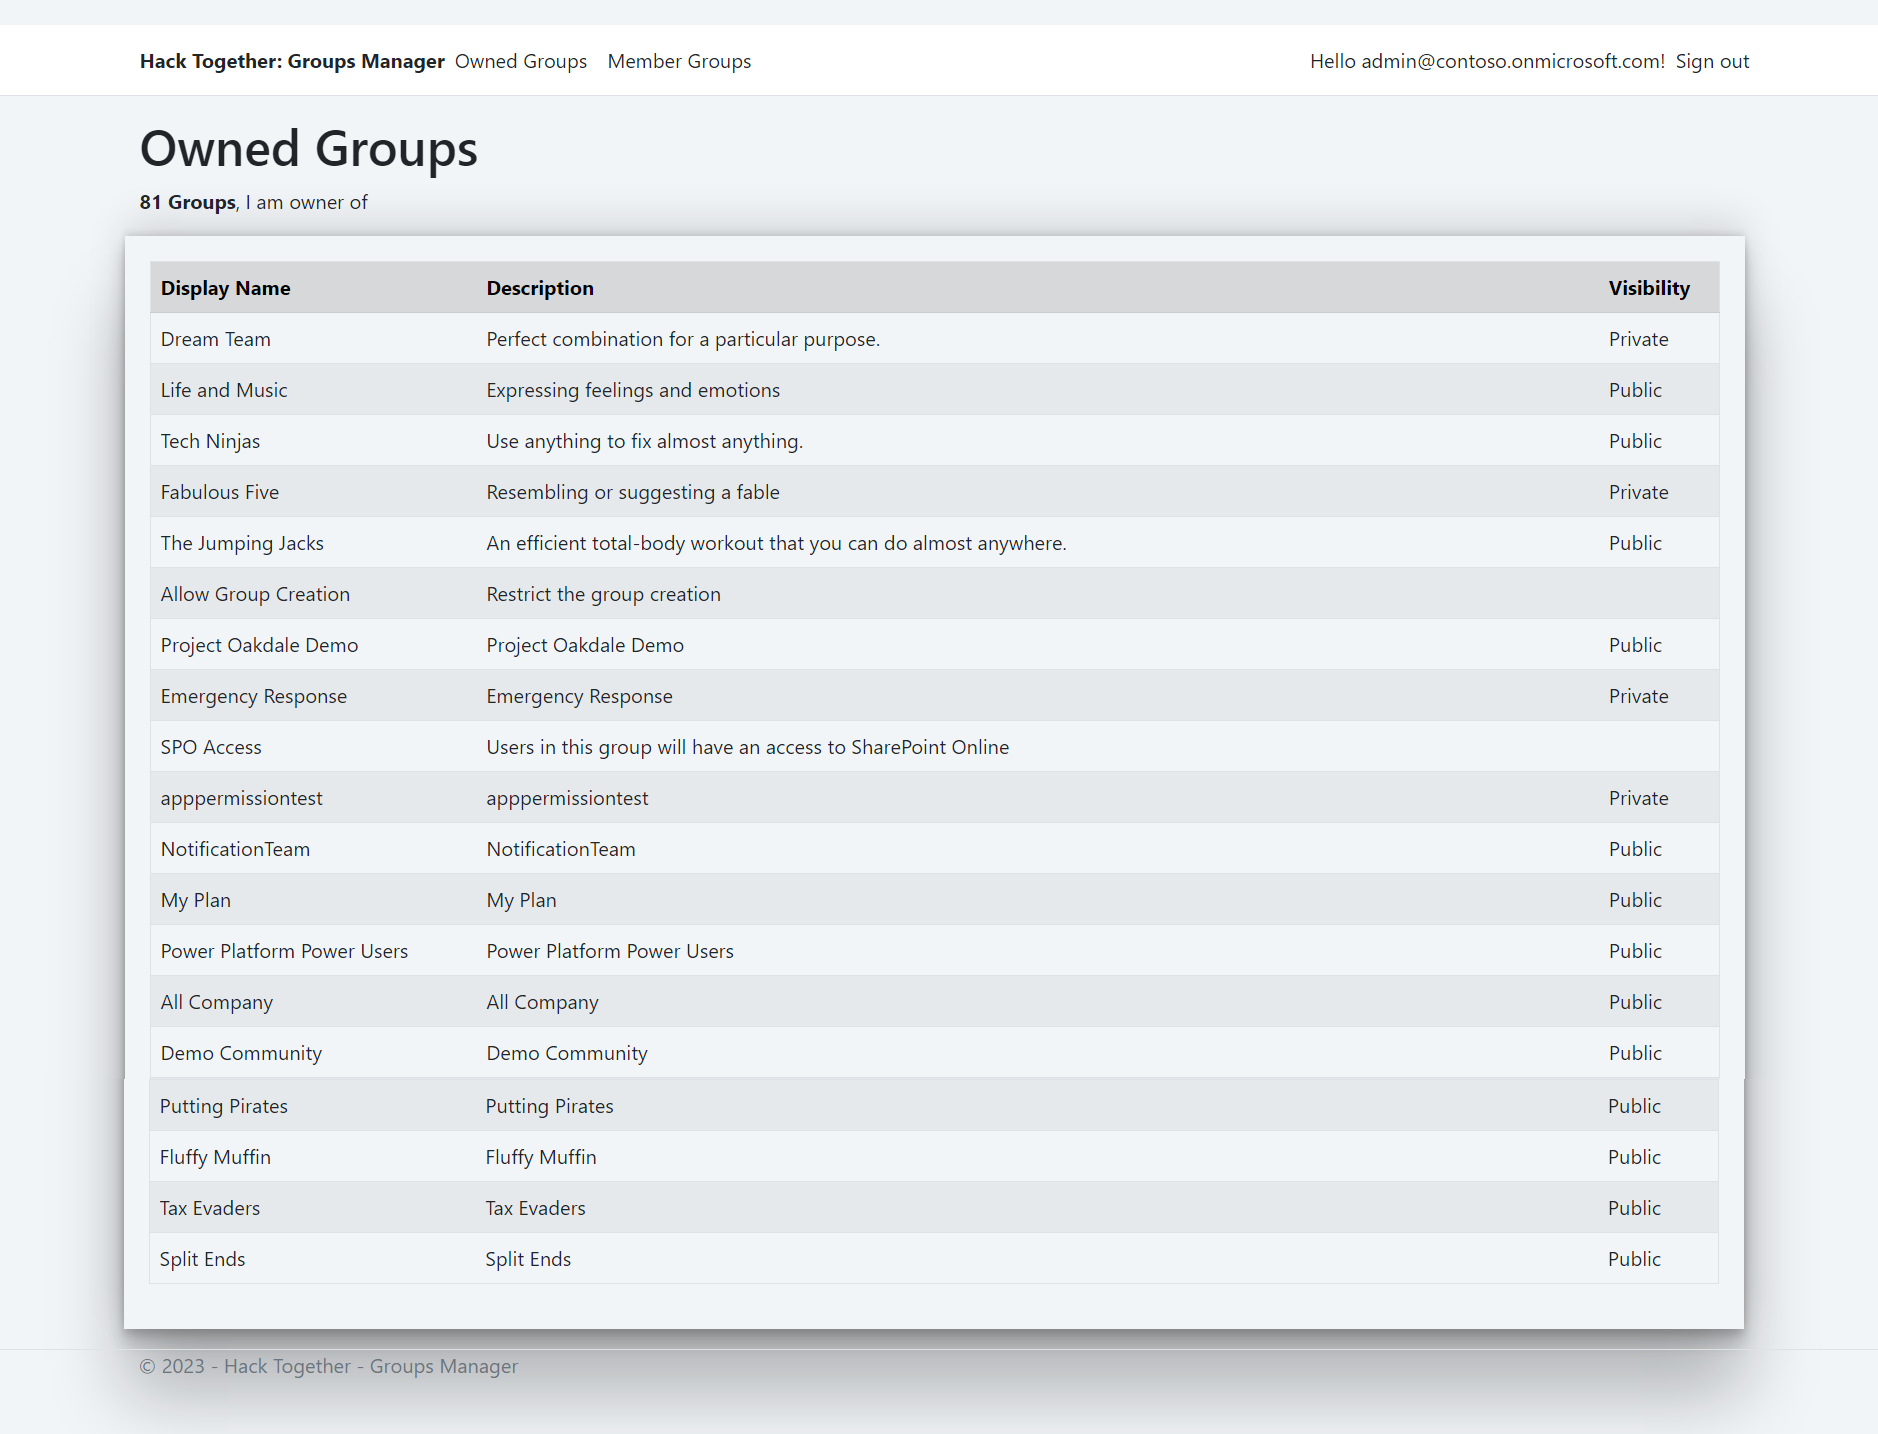 Hack Together: Groups Manager Owned Groups Member Groups Hello admin@contoso.onmicrosoft.com! Sign out
Owned Groups
81 Groups, I am owner of
Display Name Description Visibility
Dream Team Perfect combination for a particular purpose. Private
Life and Music Expressing feelings and emotions Public
Tech Ninjas Use anything to fix almost anything. Public
Fabulous Five Resembling or suggesting a fable Private
The Jumping Jacks An efficient total-body workout that you can do almost anywhere. Public
Allow Group Creation Restrict the group creation
Project Oakdale Demo Project Oakdale Demo Public
Emergency Response Emergency Response Private
SPO Access Users in this group will have an access to SharePoint Online
apppermissiontest apppermissiontest Private
NotificationTeam NotificationTeam Public
My Plan My Plan Public
Power Platform Power Users Power Platform Power Users Public
All Company All Company Public
Demo Community Demo Community Public
Putting Pirates Putting Pirates Public
Fluffy Muffin Fluffy Muffin Public
Tax Evaders Tax Evaders Public
Split Ends Split Ends Public
© 2023 - Hack Together - Groups Manager